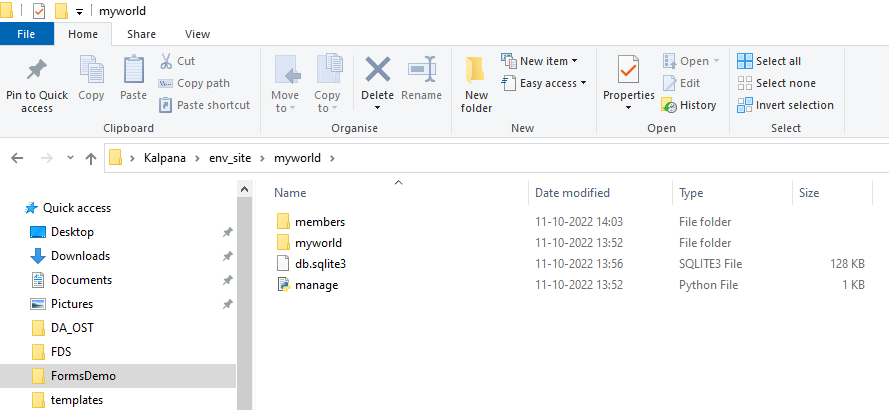 myworld
File Home Share View
Pin to Quick access
Copy
Paste
Cut
Copy path
Paste shortcut
Clipboard
Move to
Copy to
Delete
Rename
Organise
New folder
New item
Easy access
New
Properties
Open
Edit
History
Open
Select all
Select none
Invert selection
Select
Kalpana > env_site > myworld >
Quick access
Desktop
Downloads
Documents
Pictures
DA_OST
FDS
FormsDemo
templates
Name Date modified Type Size
members 11-10-2022 14:03 File folder
myworld 11-10-2022 13:52 File folder
db.sqlite3 11-10-2022 13:56 SQLITE3 File 128 KB
manage 11-10-2022 13:52 Python File 1 KB